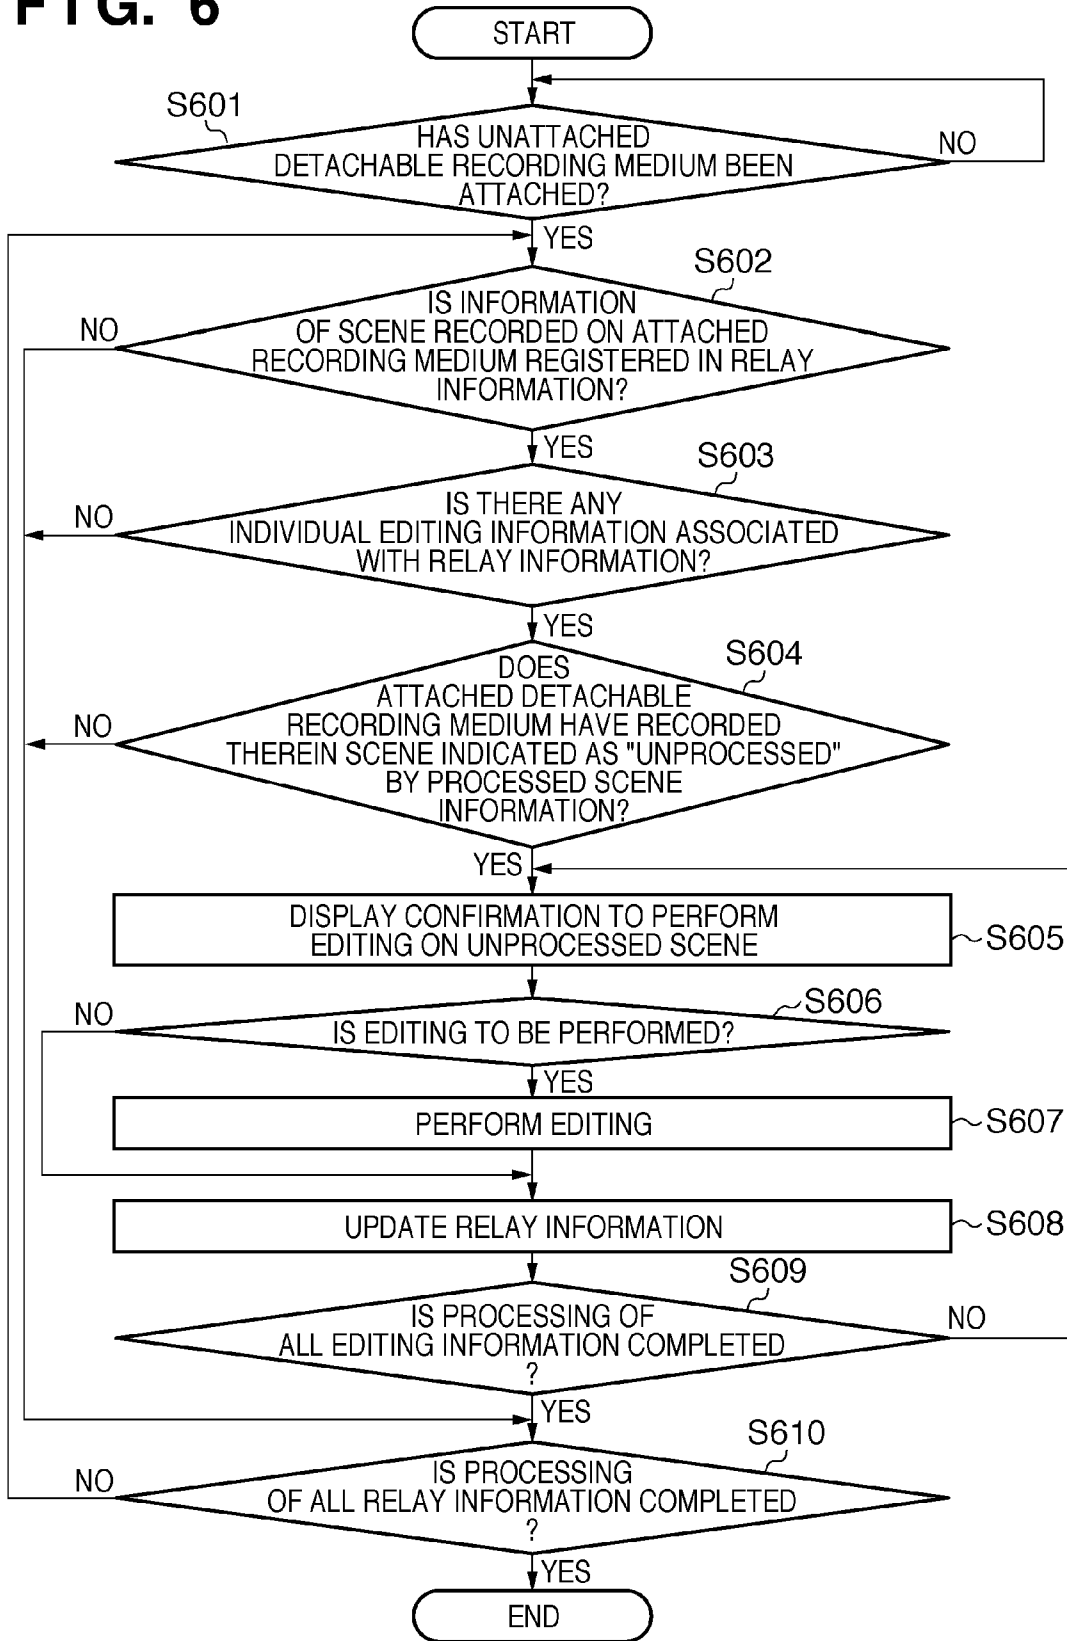 FIG. 6
START
S601
HAS UNATTACHED
DETACHABLE RECORDING MEDIUM BEEN
ATTACHED?
NO
YES
S602
IS INFORMATION
OF SCENE RECORDED ON ATTACHED
RECORDING MEDIUM REGISTERED IN RELAY
INFORMATION?
NO
YES
S603
IS THERE ANY
INDIVIDUAL EDITING INFORMATION ASSOCIATED
WITH RELAY INFORMATION?
NO
YES
S604
DOES
ATTACHED DETACHABLE
RECORDING MEDIUM HAVE RECORDED
THEREIN SCENE INDICATED AS "UNPROCESSED"
BY PROCESSED SCENE
INFORMATION?
NO
YES
DISPLAY CONFIRMATION TO PERFORM
EDITING ON UNPROCESSED SCENE
S605
S606
NO
IS EDITING TO BE PERFORMED?
YES
PERFORM EDITING
S607
UPDATE RELAY INFORMATION
S608
S609
IS PROCESSING OF
ALL EDITING INFORMATION COMPLETED
?
NO
YES
S610
IS PROCESSING
OF ALL RELAY INFORMATION COMPLETED
?
NO
YES
END